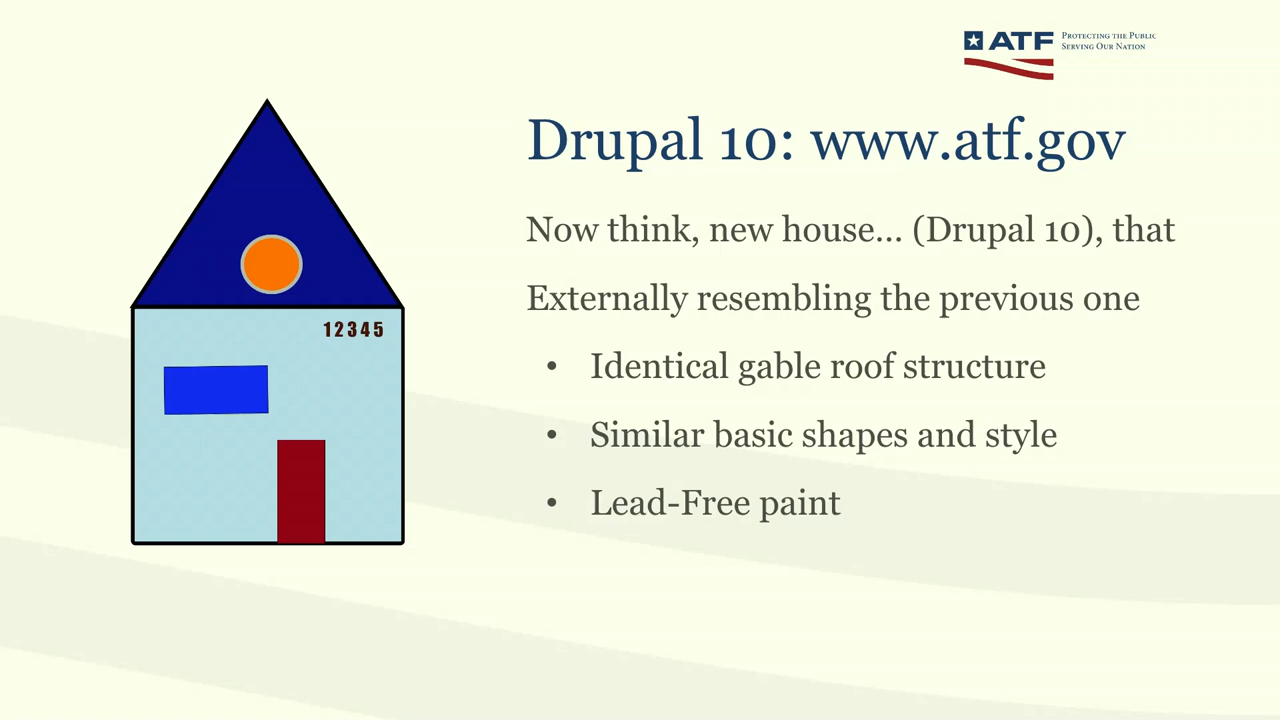 ATF
PROTECTING THE PUBLIC
SERVING OUR NATION
Drupal 10: www.atf.gov
Now think, new house... (Drupal 10), that
Externally resembling the previous one
• Identical gable roof structure
• Similar basic shapes and style
• Lead-Free paint
12345